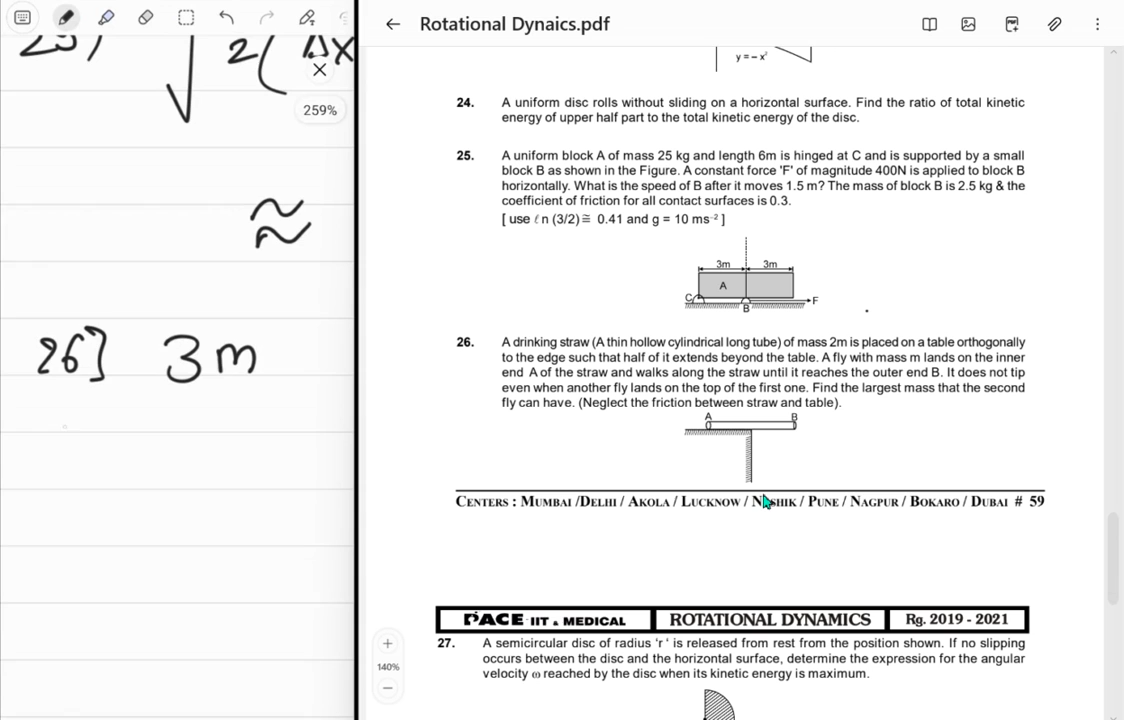 Rotational Dynaics.pdf
25)
2(Δx
259%
≈
26] 3m
y = – x²
24. A uniform disc rolls without sliding on a horizontal surface. Find the ratio of total kinetic
energy of upper half part to the total kinetic energy of the disc.
25. A uniform block A of mass 25 kg and length 6m is hinged at C and is supported by a small
block B as shown in the Figure. A constant force 'F' of magnitude 400N is applied to block B
horizontally. What is the speed of B after it moves 1.5 m? The mass of block B is 2.5 kg & the
coefficient of friction for all contact surfaces is 0.3.
[ use ℓn (3/2) ≅ 0.41 and g = 10 ms⁻² ]
3m 3m
A
C
B
F
26. A drinking straw (A thin hollow cylindrical long tube) of mass 2m is placed on a table orthogonally
to the edge such that half of it extends beyond the table. A fly with mass m lands on the inner
end A of the straw and walks along the straw until it reaches the outer end B. It does not tip
even when another fly lands on the top of the first one. Find the largest mass that the second
fly can have. (Neglect the friction between straw and table).
A B
CENTERS : MUMBAI /DELHI / AKOLA / LUCKNOW / NASHIK / PUNE / NAGPUR / BOKARO / DUBAI # 59
PACE IIT & MEDICAL ROTATIONAL DYNAMICS Rg. 2019 - 2021
27. A semicircular disc of radius 'r' is released from rest from the position shown. If no slipping
occurs between the disc and the horizontal surface, determine the expression for the angular
velocity ω reached by the disc when its kinetic energy is maximum.
140%